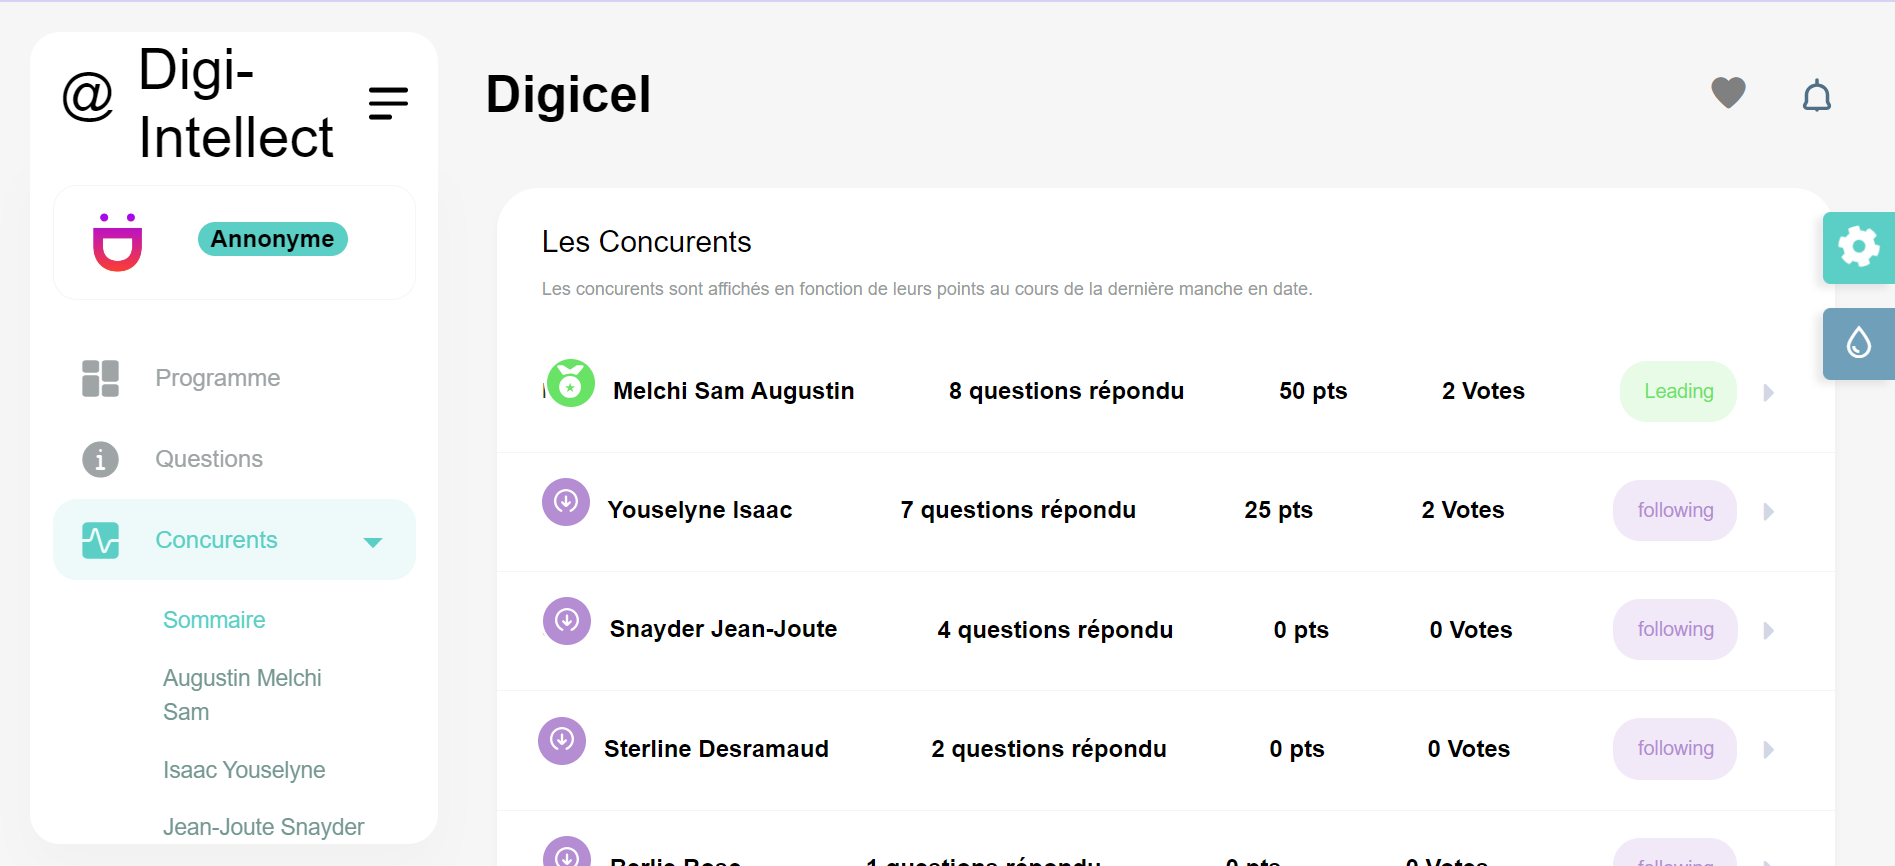 @ Digi-
Intellect
Annonyme
Programme
Questions
Concurents
Sommaire
Augustin Melchi
Sam
Isaac Youselyne
Jean-Joute Snayder
Digicel
Les Concurents
Les concurents sont affichés en fonction de leurs points au cours de la dernière manche en date.
Melchi Sam Augustin 8 questions répondu 50 pts 2 Votes Leading
Youselyne Isaac 7 questions répondu 25 pts 2 Votes following
Snayder Jean-Joute 4 questions répondu 0 pts 0 Votes following
Sterline Desramaud 2 questions répondu 0 pts 0 Votes following
1 questions répondu 0 pts 0 Votes following